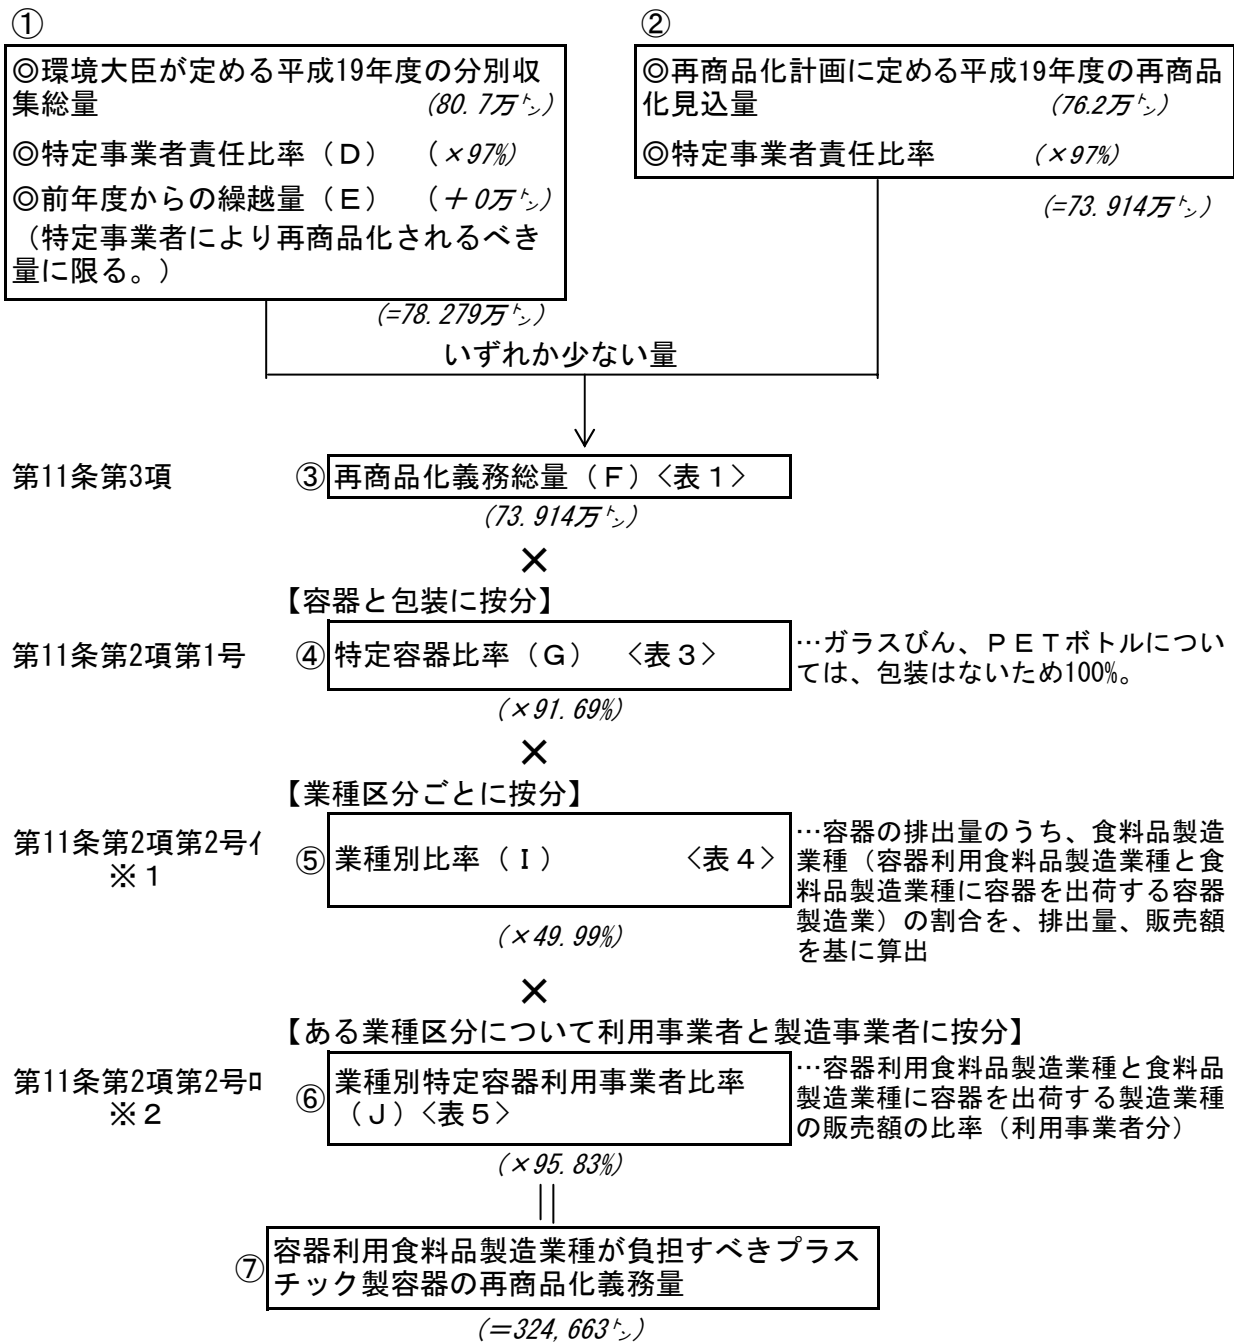 ①
◎環境大臣が定める平成19年度の分別収
集総量 (80.7万㌧)
◎特定事業者責任比率（Ｄ） (×97%)
◎前年度からの繰越量（Ｅ） (＋0万㌧)
（特定事業者により再商品化されるべき
量に限る。）
(=78.279万㌧)
②
◎再商品化計画に定める平成19年度の再商品
化見込量 (76.2万㌧)
◎特定事業者責任比率 (×97%)
(=73.914万㌧)
いずれか少ない量
第11条第3項
③再商品化義務総量（Ｆ）〈表１〉
(73.914万㌧)
×
【容器と包装に按分】
第11条第2項第1号
④特定容器比率（Ｇ） 〈表３〉
…ガラスびん、ＰＥＴボトルについ
ては、包装はないため100%。
(×91.69%)
×
【業種区分ごとに按分】
第11条第2項第2号ｲ
※１
⑤業種別比率（Ｉ） 〈表４〉
…容器の排出量のうち、食料品製造
業種（容器利用食料品製造業種と食
料品製造業種に容器を出荷する容器
製造業）の割合を、排出量、販売額
を基に算出
(×49.99%)
×
【ある業種区分について利用事業者と製造事業者に按分】
第11条第2項第2号ﾛ
※２
⑥業種別特定容器利用事業者比率
（Ｊ）〈表５〉
…容器利用食料品製造業種と食料品
製造業種に容器を出荷する製造業種
の販売額の比率（利用事業者分）
(×95.83%)
||
⑦容器利用食料品製造業種が負担すべきプラス
チック製容器の再商品化義務量
(＝324,663㌧)